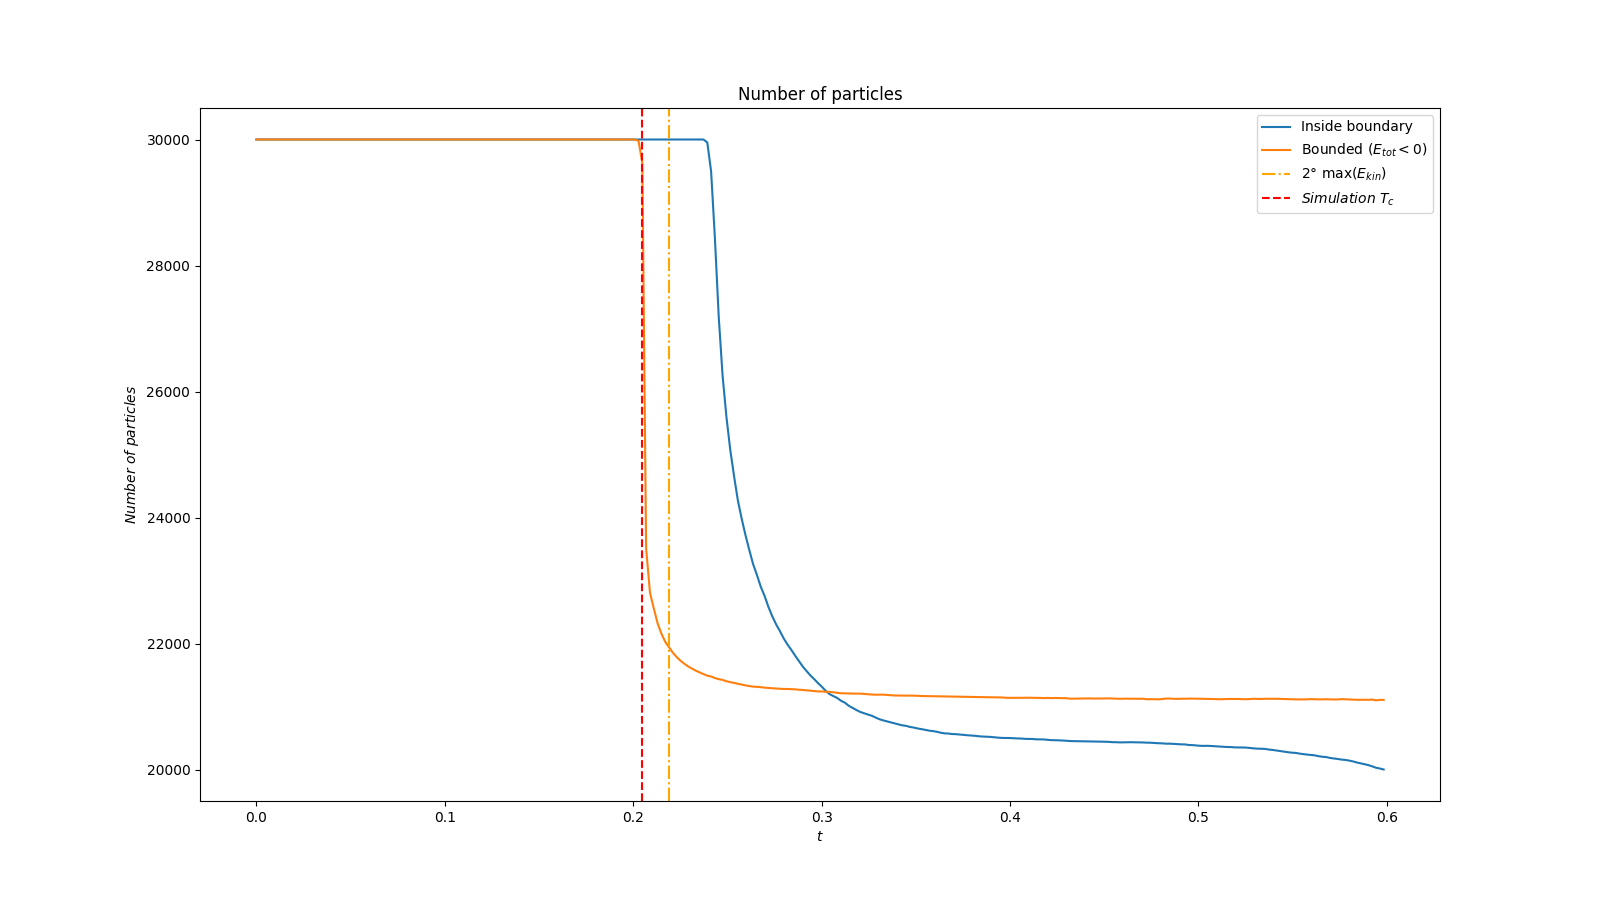 Number of particles
Inside boundary
Bounded (E_tot < 0)
2° max(E_kin)
Simulation T_c
30000
28000
26000
24000
22000
20000
Number of particles
0.0 0.1 0.2 0.3 0.4 0.5 0.6
t